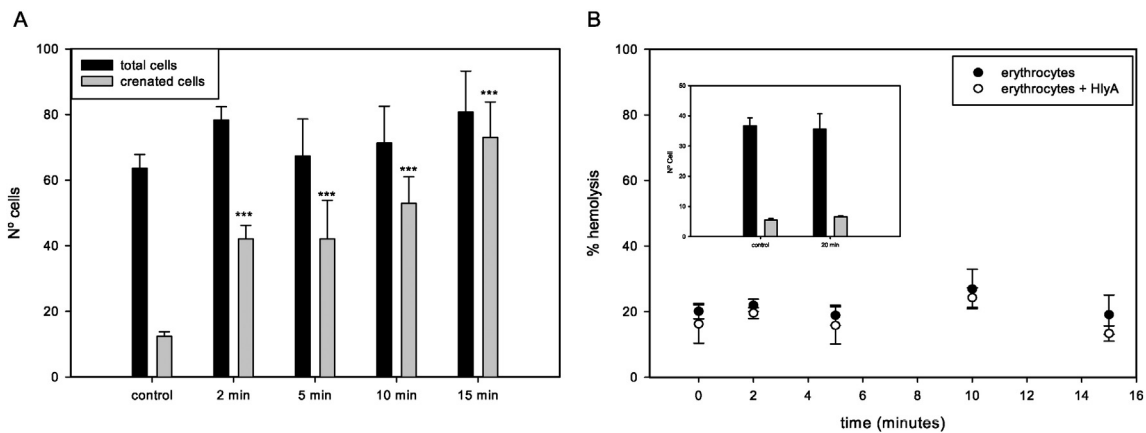 A
100
80
60
40
20
0
Nº cells
total cells
crenated cells
***
***
***
***
control
2 min
5 min
10 min
15 min
B
100
80
60
40
20
0
% hemolysis
erythrocytes
erythrocytes + HlyA
50
40
30
20
10
0
Nº Cell
control
20 min
0
2
4
6
8
10
12
14
16
time (minutes)